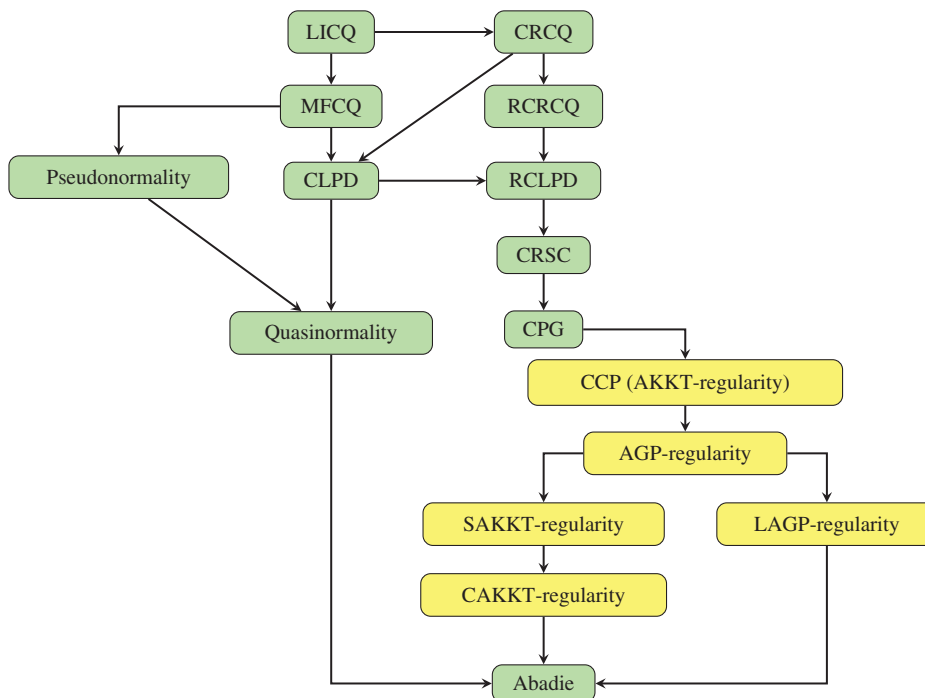 LICQ
CRCQ
MFCQ
RCRCQ
Pseudonormality
CLPD
RCLPD
CRSC
Quasinormality
CPG
CCP (AKKT-regularity)
AGP-regularity
SAKKT-regularity
LAGP-regularity
CAKKT-regularity
Abadie